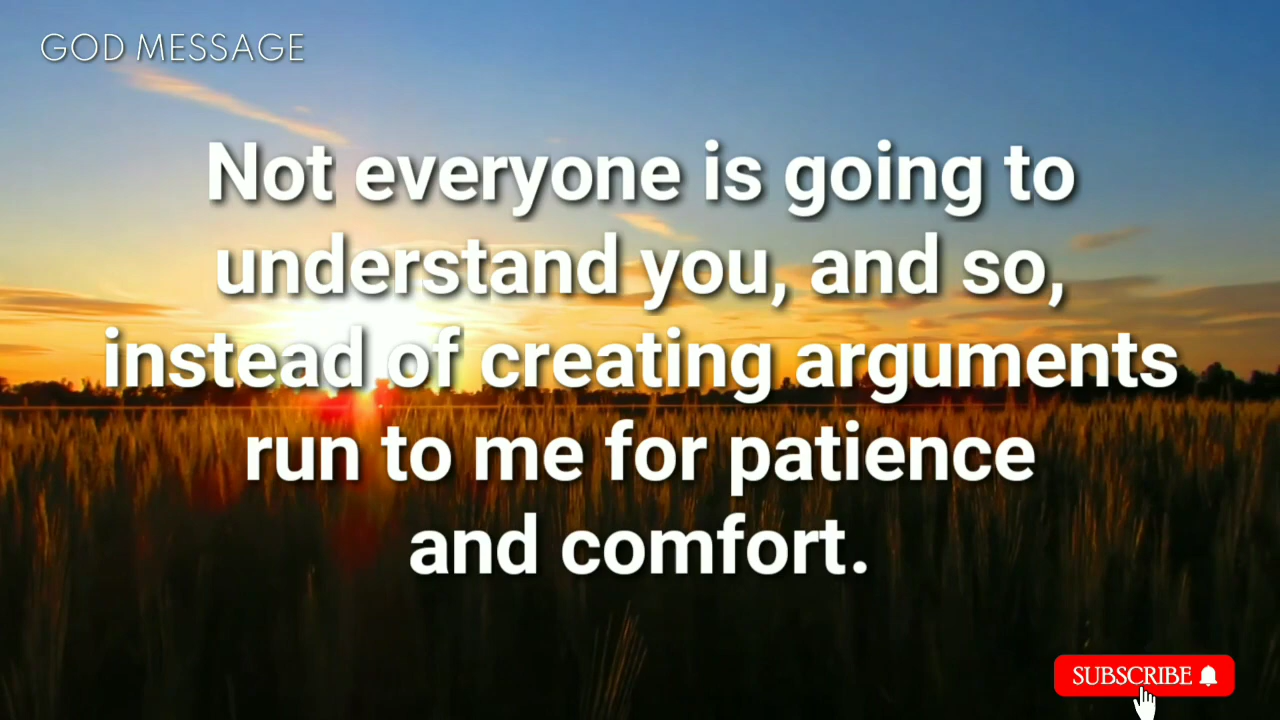 GOD MESSAGE
Not everyone is going to
understand you, and so,
instead of creating arguments
run to me for patience
and comfort.
SUBSCRIBE